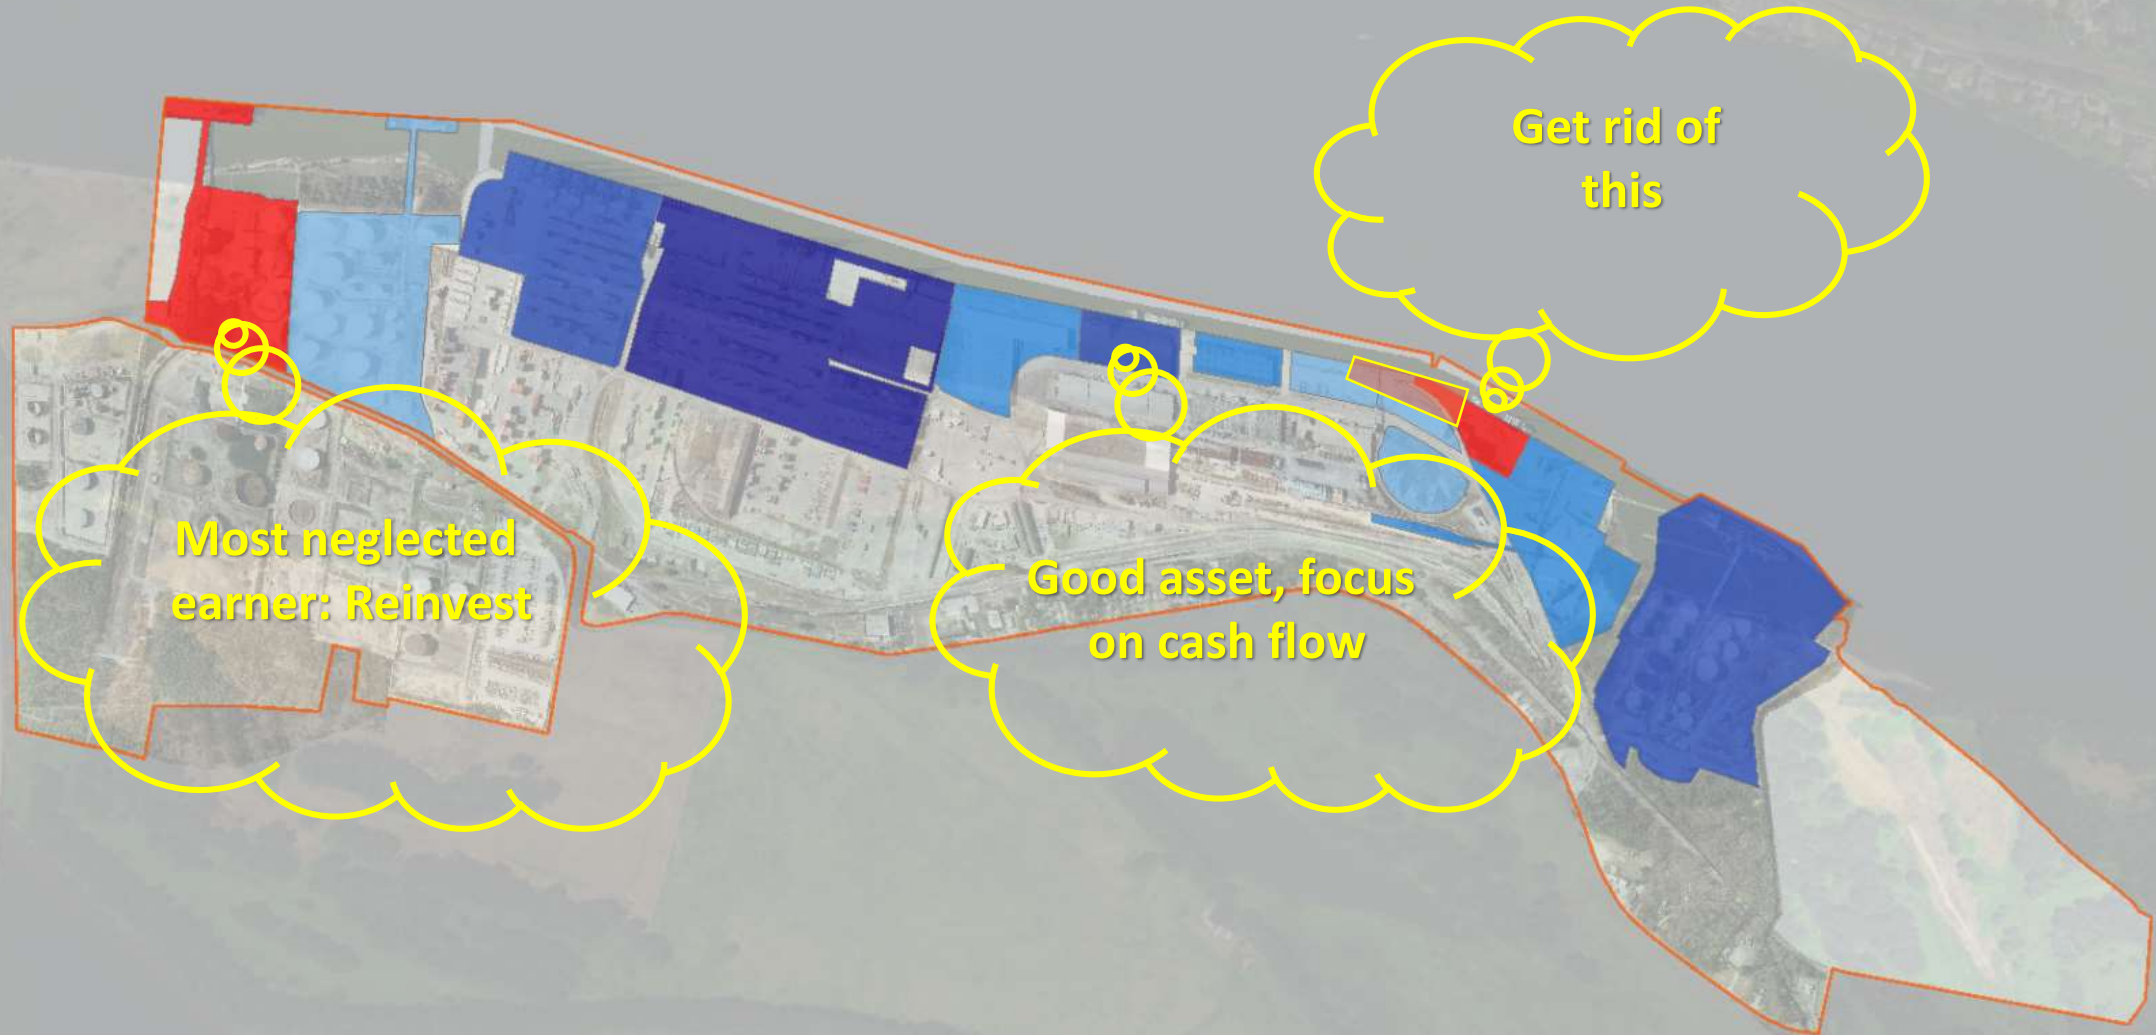 Get rid of
this
Most neglected
earner: Reinvest
Good asset, focus
on cash flow